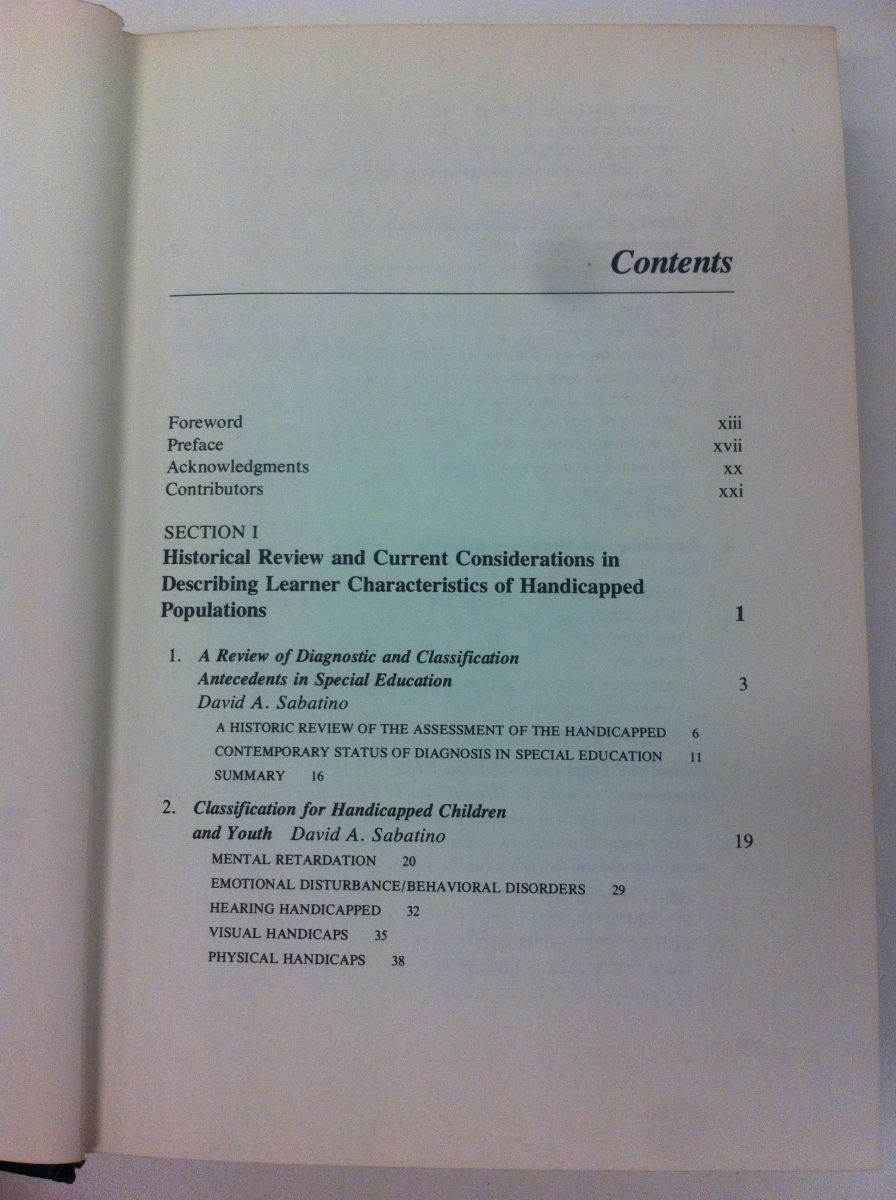 Contents
Foreword xiii
Preface xvii
Acknowledgments xx
Contributors xxi
SECTION I
Historical Review and Current Considerations in
Describing Learner Characteristics of Handicapped
Populations 1
1. A Review of Diagnostic and Classification
Antecedents in Special Education 3
David A. Sabatino
A HISTORIC REVIEW OF THE ASSESSMENT OF THE HANDICAPPED 6
CONTEMPORARY STATUS OF DIAGNOSIS IN SPECIAL EDUCATION 11
SUMMARY 16
2. Classification for Handicapped Children
and Youth David A. Sabatino 19
MENTAL RETARDATION 20
EMOTIONAL DISTURBANCE/BEHAVIORAL DISORDERS 29
HEARING HANDICAPPED 32
VISUAL HANDICAPS 35
PHYSICAL HANDICAPS 38